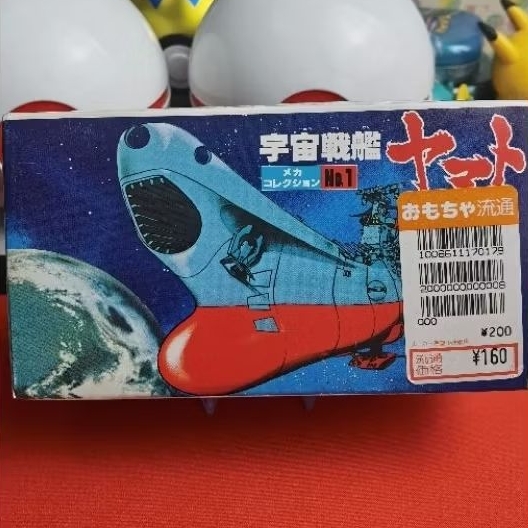 宇宙戦艦
ヤマト
メカ
コレクション No.1
おもちゃ流通
1008611170179
2000000000008
000
¥200
流通
価格
¥160